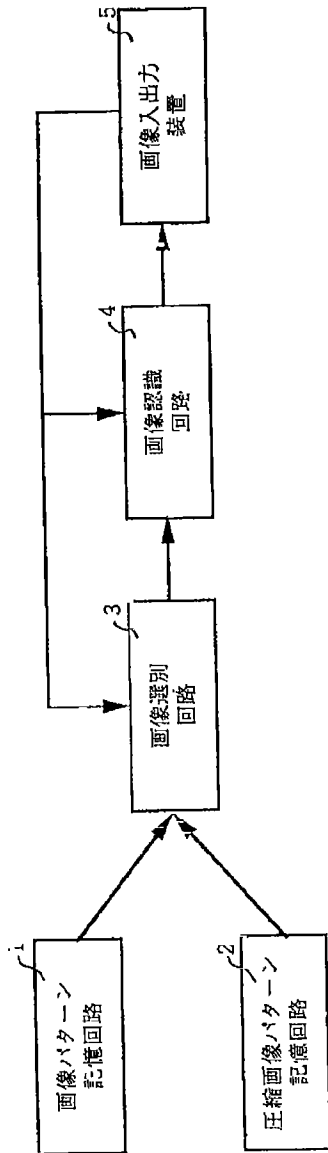 1
画像パターン
記憶回路
2
圧縮画像パターン
記憶回路
3
画像選別
回路
4
画像認識
回路
5
画像入出力
装置